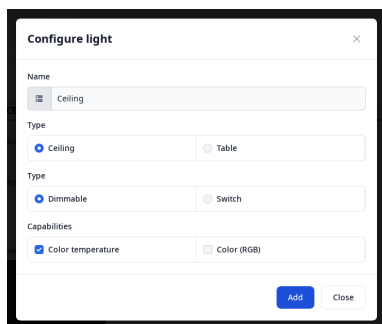 Configure light
Name
Ceiling
Type
Ceiling
Table
Type
Dimmable
Switch
Capabilities
Color temperature
Color (RGB)
Add
Close